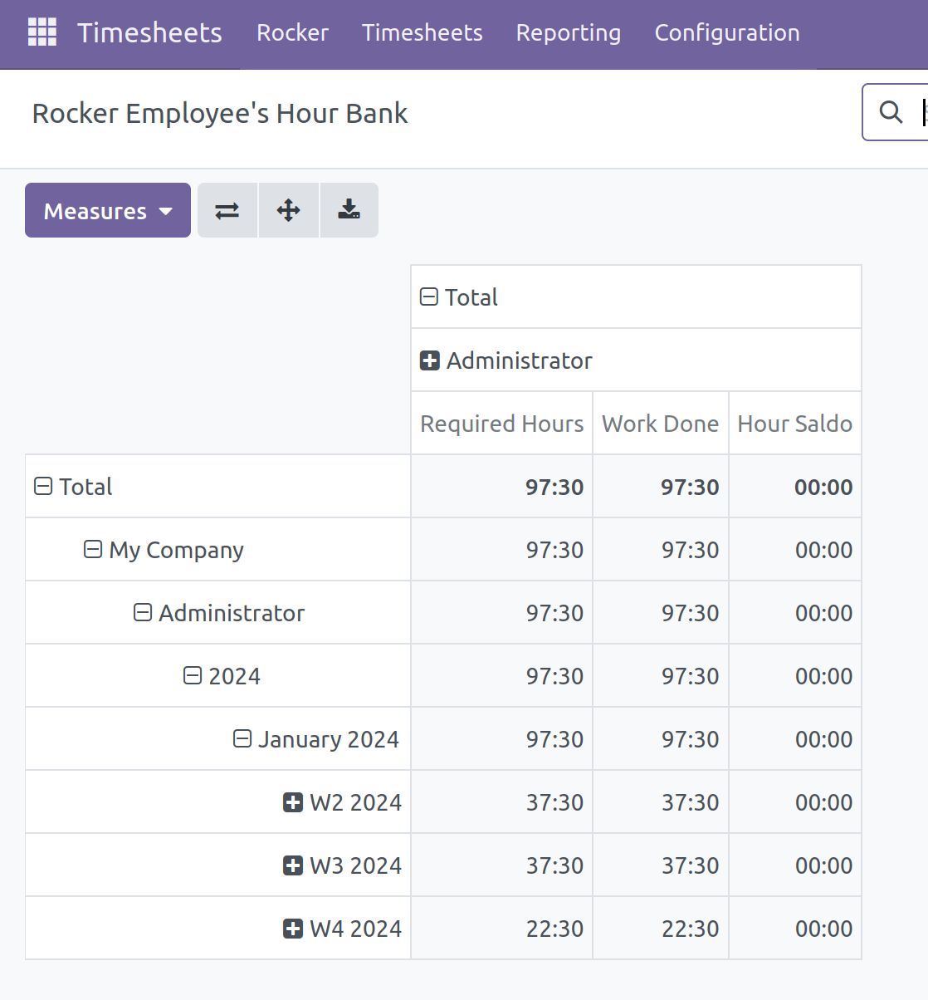 Timesheets Rocker Timesheets Reporting Configuration
Rocker Employee's Hour Bank
Measures
Total
Administrator
Required Hours Work Done Hour Saldo
Total 97:30 97:30 00:00
My Company 97:30 97:30 00:00
Administrator 97:30 97:30 00:00
2024 97:30 97:30 00:00
January 2024 97:30 97:30 00:00
W2 2024 37:30 37:30 00:00
W3 2024 37:30 37:30 00:00
W4 2024 22:30 22:30 00:00